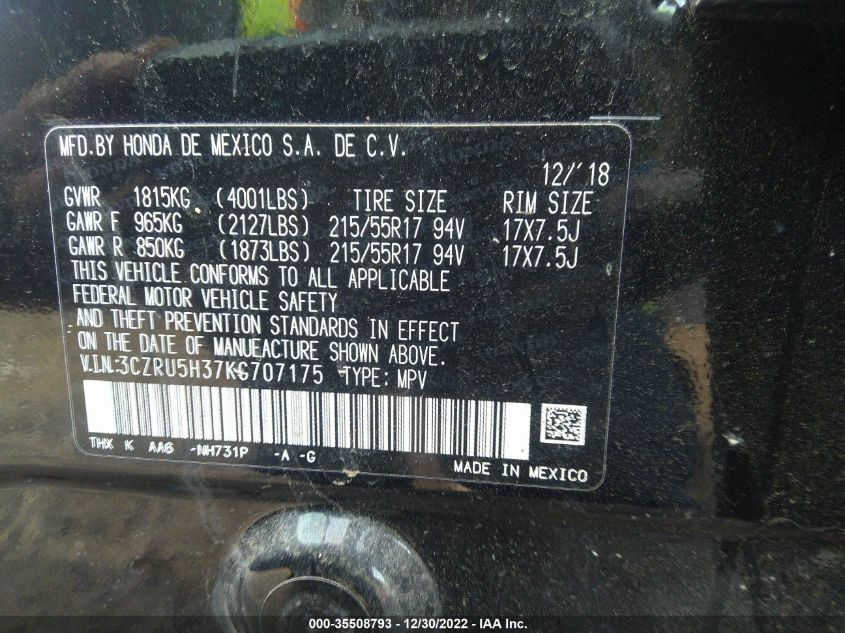 MFD.BY HONDA DE MEXICO S.A. DE C.V.
12/'18
GVWR 1815KG (4001LBS) TIRE SIZE RIM SIZE
GAWR F 965KG (2127LBS) 215/55R17 94V 17X7.5J
GAWR R 850KG (1873LBS) 215/55R17 94V 17X7.5J
THIS VEHICLE CONFORMS TO ALL APPLICABLE
FEDERAL MOTOR VEHICLE SAFETY
AND THEFT PREVENTION STANDARDS IN EFFECT
ON THE DATE OF MANUFACTURE SHOWN ABOVE.
V.I.N.:3CZRU5H37KG707175 TYPE: MPV
THX K AA6 -NH731P -A -G
MADE IN MEXICO
000-35508793 - 12/30/2022 - IAA Inc.